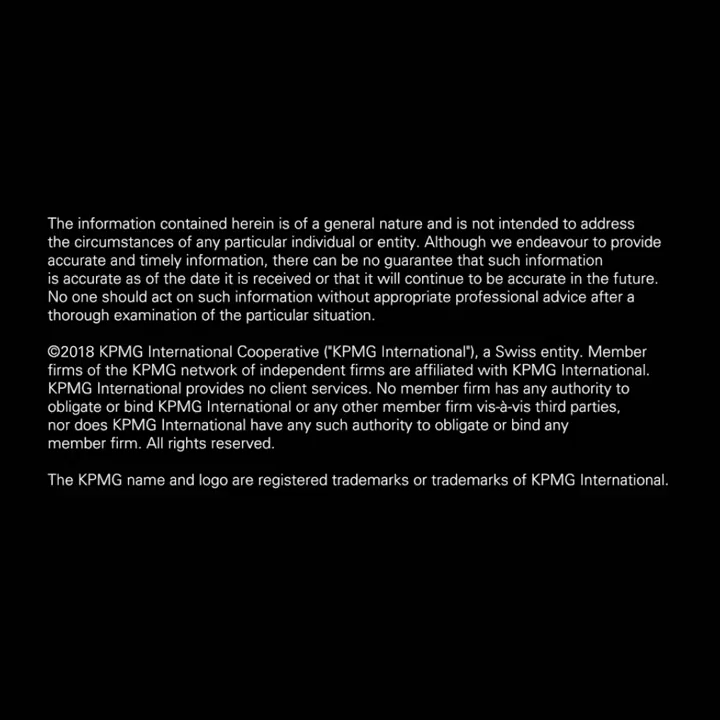 The information contained herein is of a general nature and is not intended to address
the circumstances of any particular individual or entity. Although we endeavour to provide
accurate and timely information, there can be no guarantee that such information
is accurate as of the date it is received or that it will continue to be accurate in the future.
No one should act on such information without appropriate professional advice after a
thorough examination of the particular situation.
©2018 KPMG International Cooperative ("KPMG International"), a Swiss entity. Member
firms of the KPMG network of independent firms are affiliated with KPMG International.
KPMG International provides no client services. No member firm has any authority to
obligate or bind KPMG International or any other member firm vis-à-vis third parties,
nor does KPMG International have any such authority to obligate or bind any
member firm. All rights reserved.
The KPMG name and logo are registered trademarks or trademarks of KPMG International.